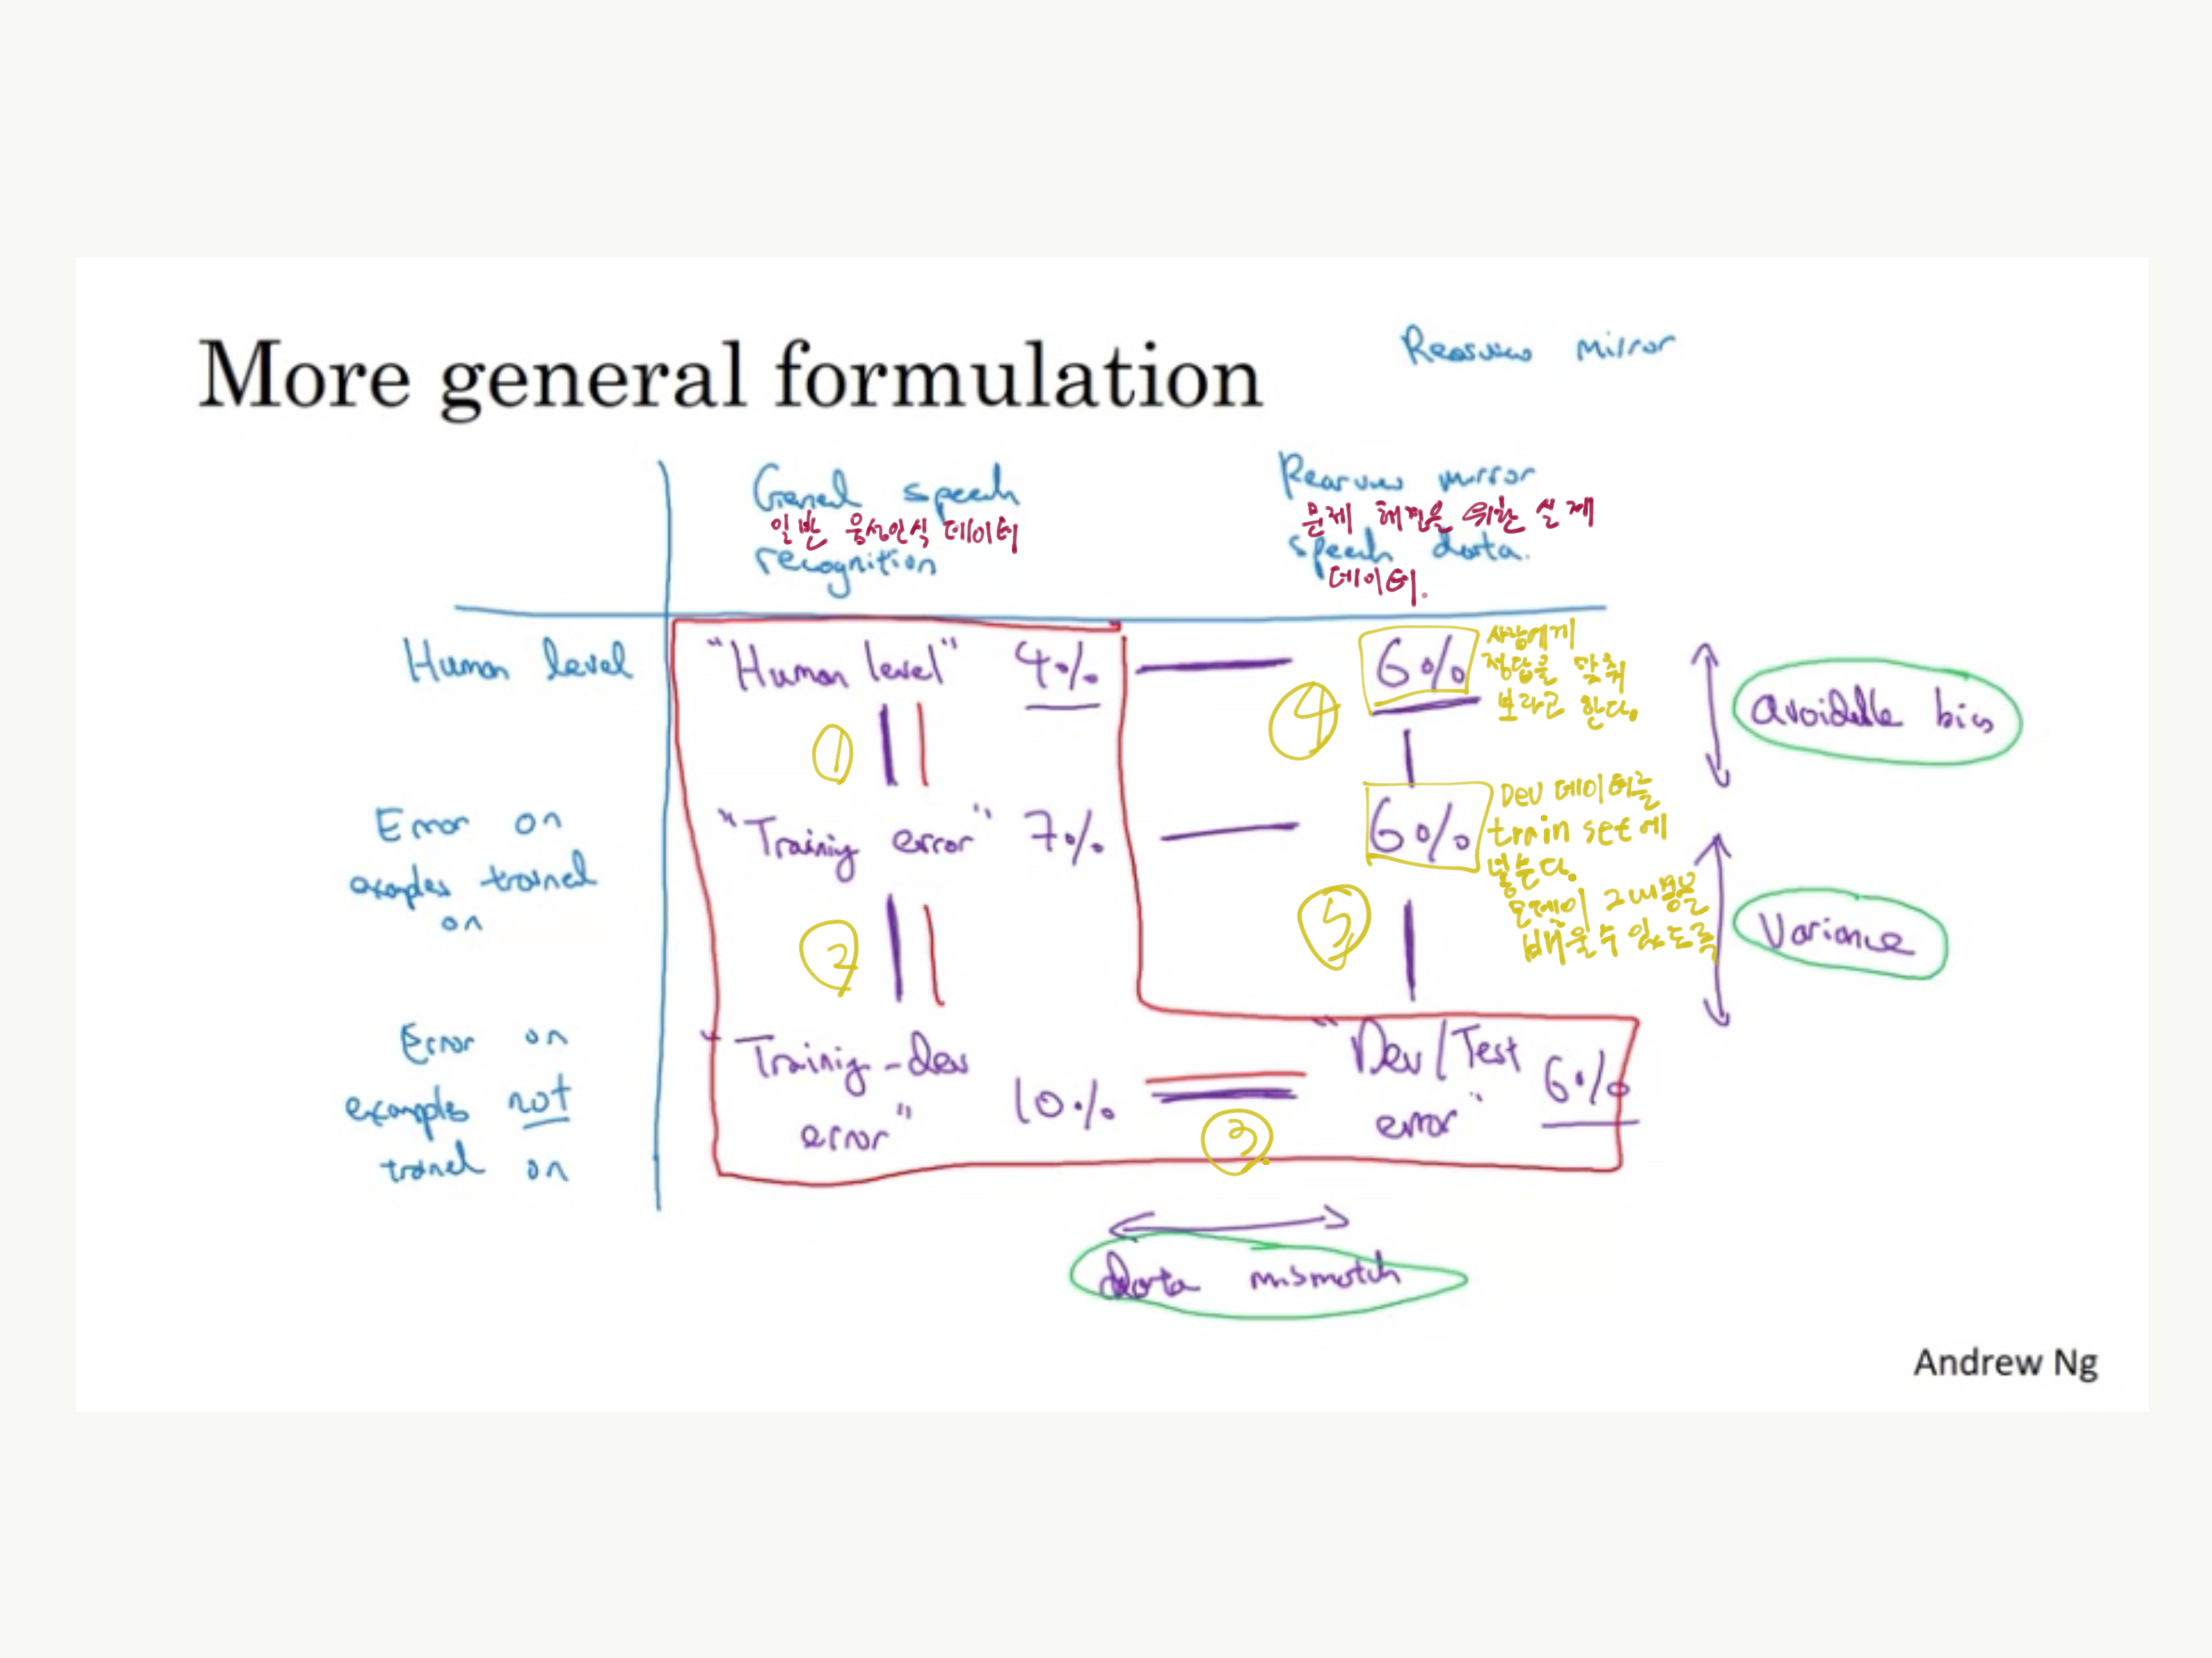 More general formulation
Rearview mirror
General speech
일반 음성인식 데이터
recognition
Rearview mirror
문제 해결을 위한 실제
speech data.
데이터.
Human level
"Human level" 4%
6%
사람에게
정답을 맞춰
보라고 한다.
avoidable bias
①
④
Error on
examples trained
on
"Training error" 7%
6%
Dev 데이터를
train set에
넣는다.
모델이 그 내용을
배울 수 있도록
Variance
②
⑤
Error on
examples not
trained on
"Training-dev
error"
10%
③
"Dev/Test
error"
6%
data mismatch
Andrew Ng